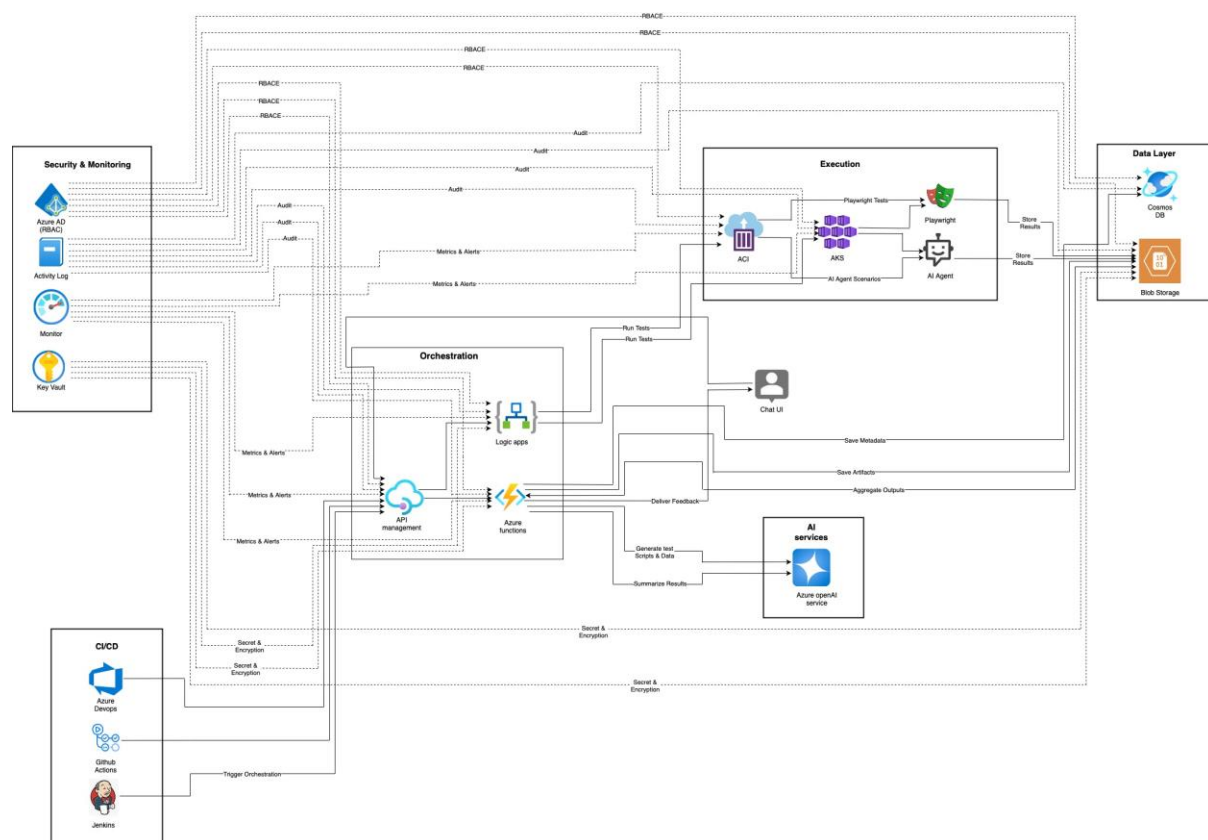 RBACE
RBACE
RBACE
RBACE
RBACE
RBACE
RBACE
Audit
Audit
Audit
Audit
Audit
Audit
Audit
Security & Monitoring
Azure AD
(RBAC)
Activity Log
Monitor
Key Vault
Metrics & Alerts
Metrics & Alerts
Metrics & Alerts
Metrics & Alerts
Metrics & Alerts
Execution
Playwright Tests
ACI
AKS
Playwright
AI Agent
AI Agent Scenarios
Store
Results
Store
Results
Data Layer
Cosmos
DB
10
01
Blob Storage
Run Tests
Run Tests
Orchestration
Logic apps
API
management
Azure
functions
Chat UI
Save Metadata
Save Artifacts
Aggregate Outputs
Deliver Feedback
Generate test
Scripts & Data
Summarize Results
AI
services
Azure openAI
service
Secret &
Encryption
Secret &
Encryption
Secret &
Encryption
Secret &
Encryption
CI/CD
Azure
Devops
Github
Actions
Jenkins
Trigger Orchestration